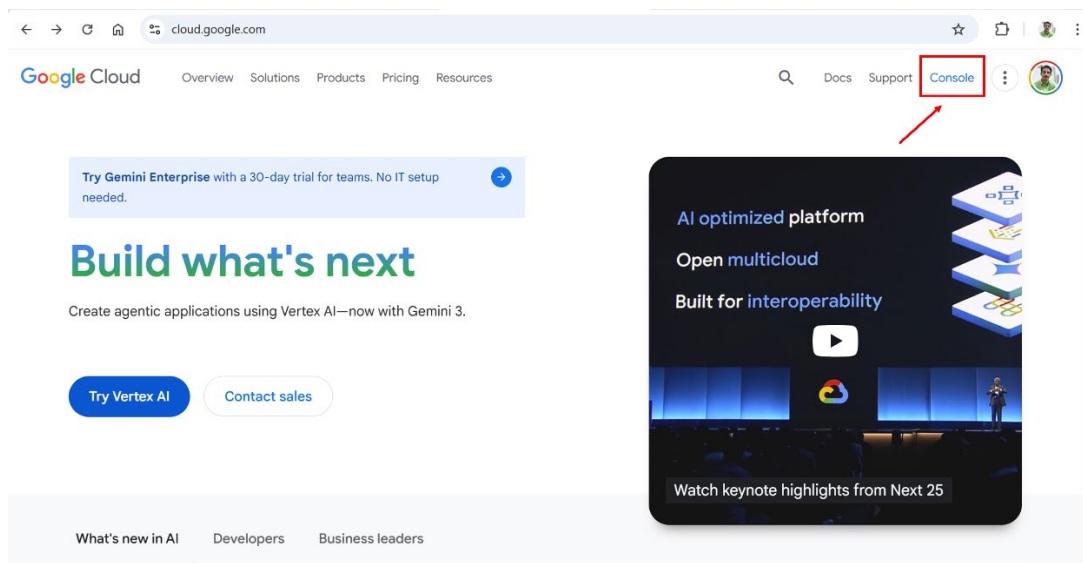 cloud.google.com
Google Cloud Overview Solutions Products Pricing Resources Docs Support Console
Try Gemini Enterprise with a 30-day trial for teams. No IT setup
needed.
Build what's next
Create agentic applications using Vertex AI—now with Gemini 3.
Try Vertex AI Contact sales
AI optimized platform
Open multicloud
Built for interoperability
Watch keynote highlights from Next 25
What's new in AI Developers Business leaders